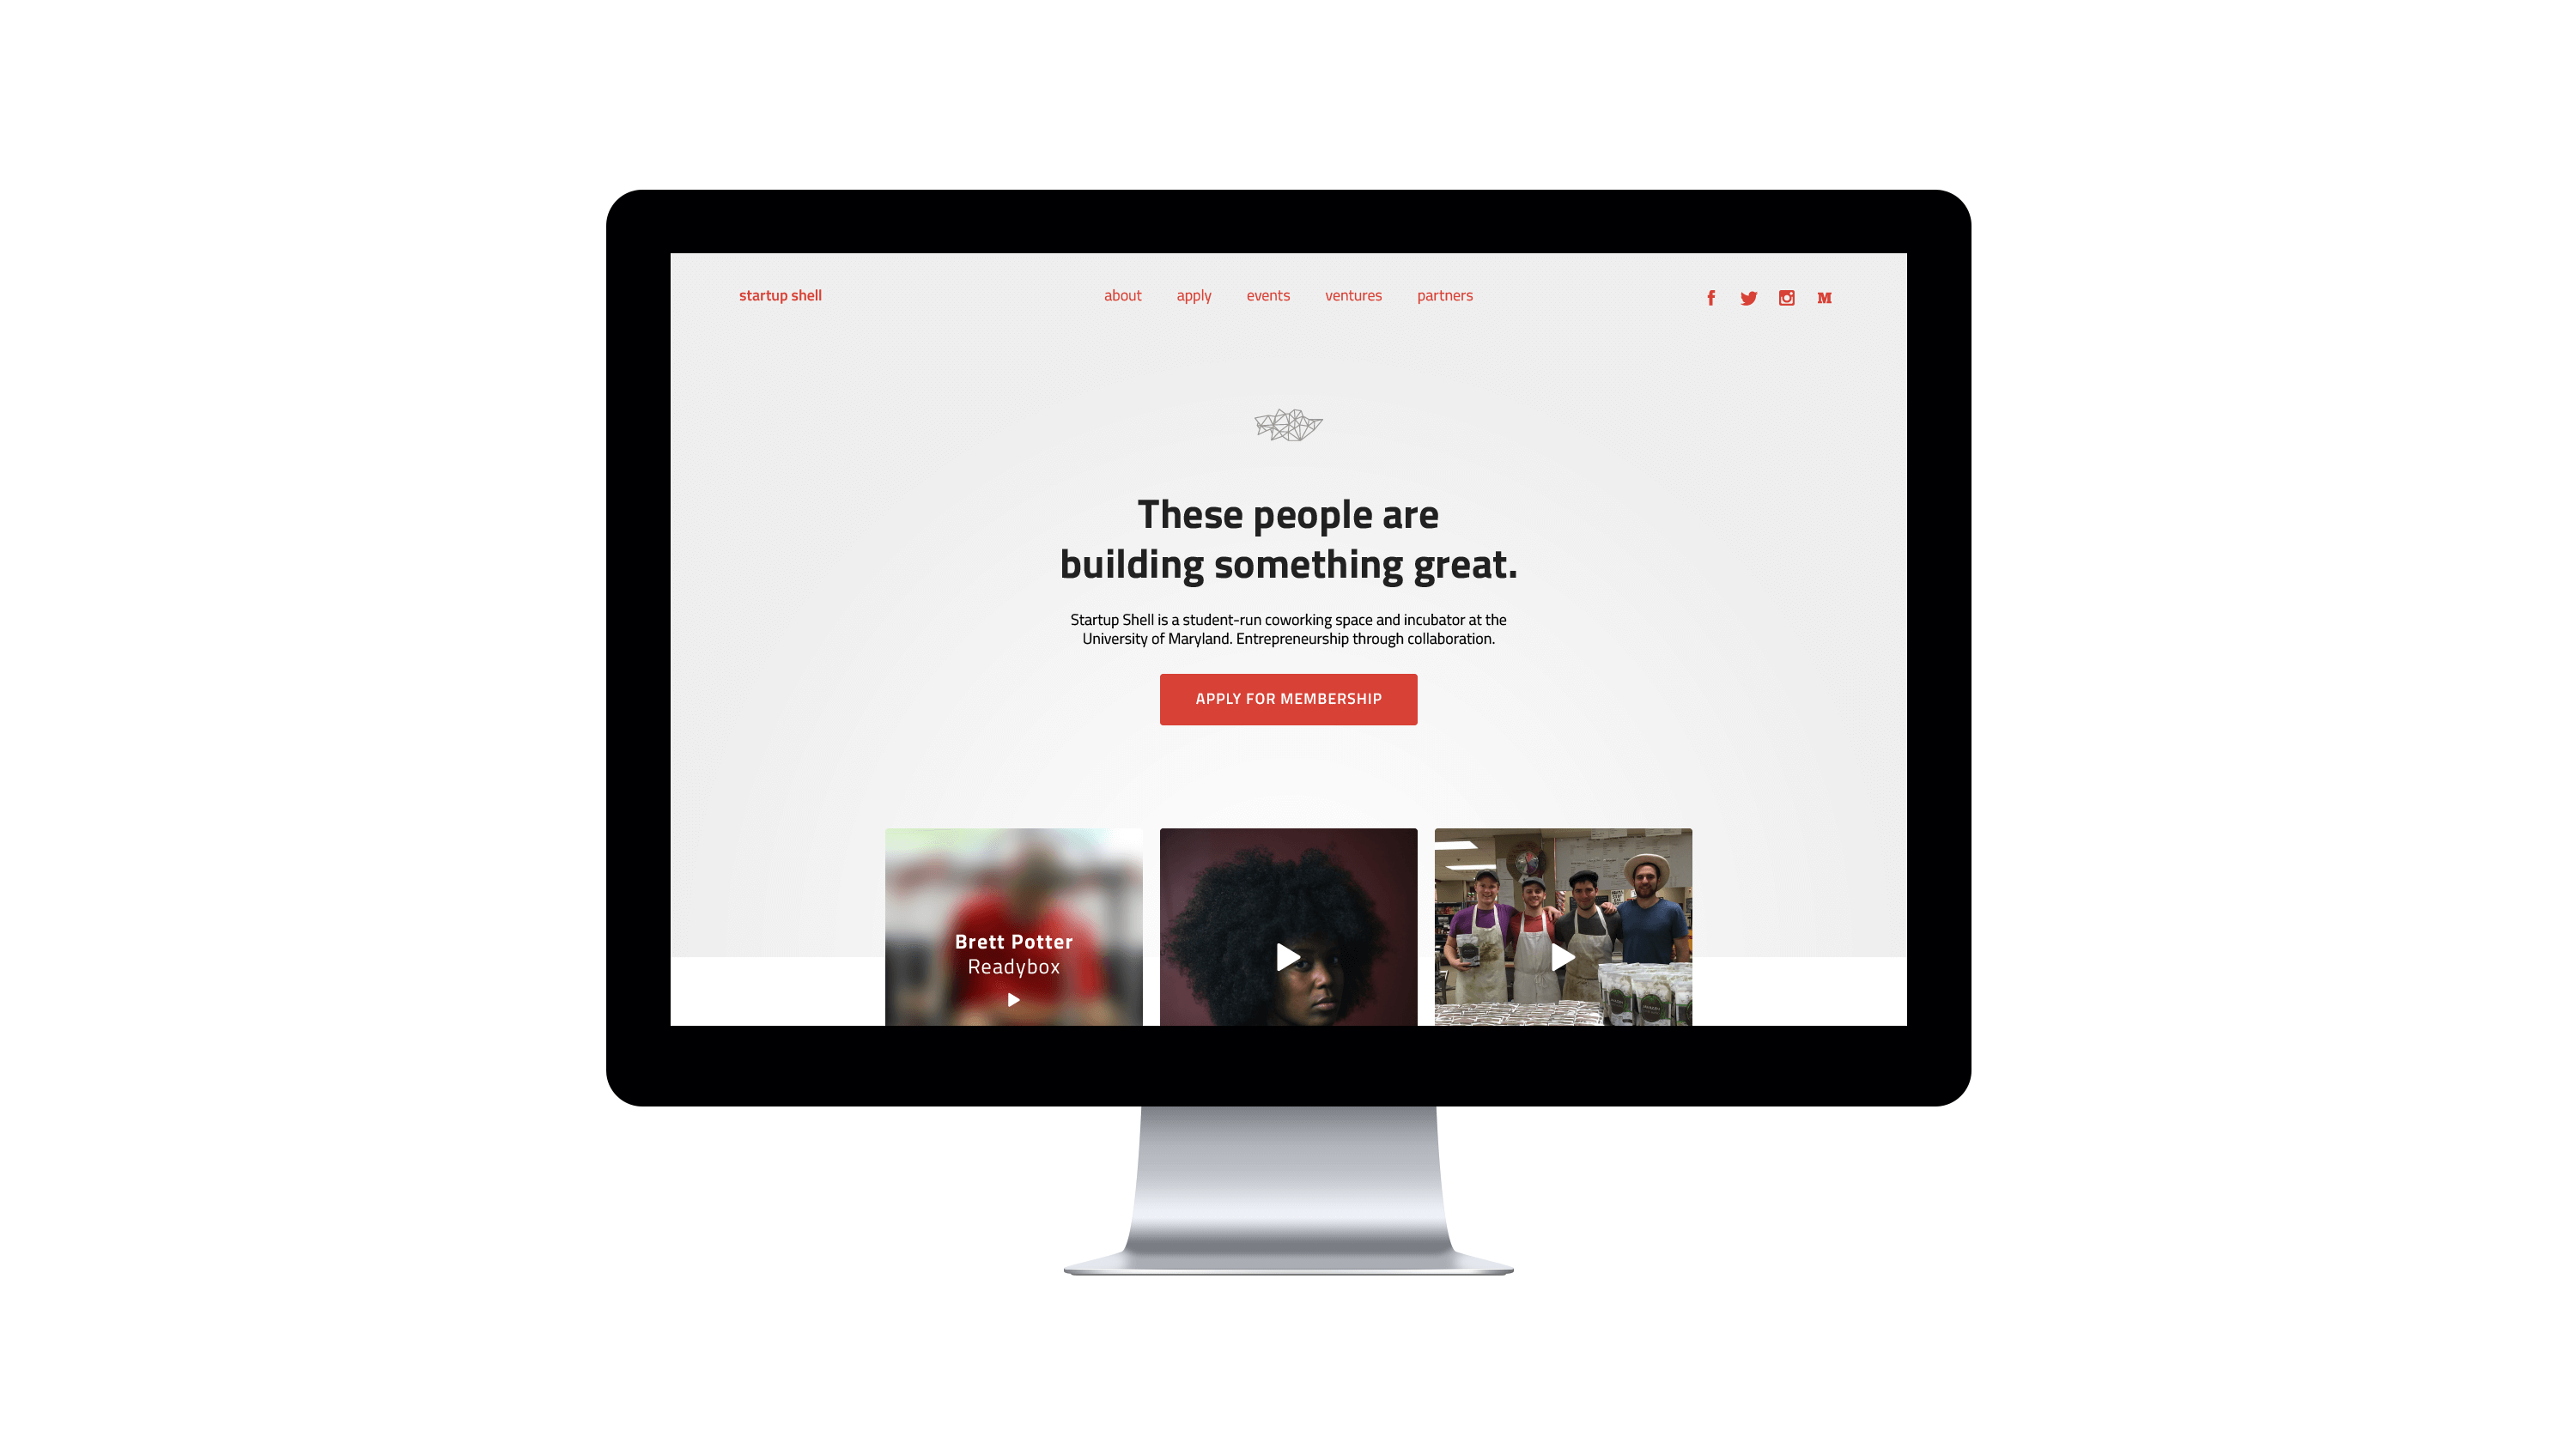 startup shell
about apply events ventures partners
These people are
building something great.
Startup Shell is a student-run coworking space and incubator at the
University of Maryland. Entrepreneurship through collaboration.
APPLY FOR MEMBERSHIP
Brett Potter
Readybox